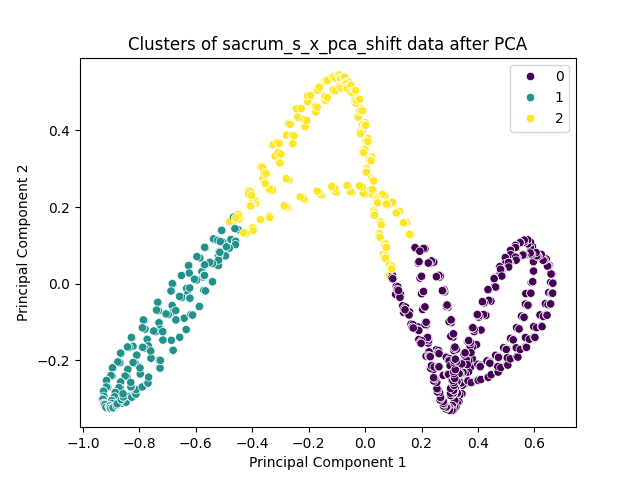 Clusters of sacrum_s_x_pca_shift data after PCA
0
1
2
0.4
0.2
0.0
−0.2
Principal Component 2
−1.0 −0.8 −0.6 −0.4 −0.2 0.0 0.2 0.4 0.6
Principal Component 1